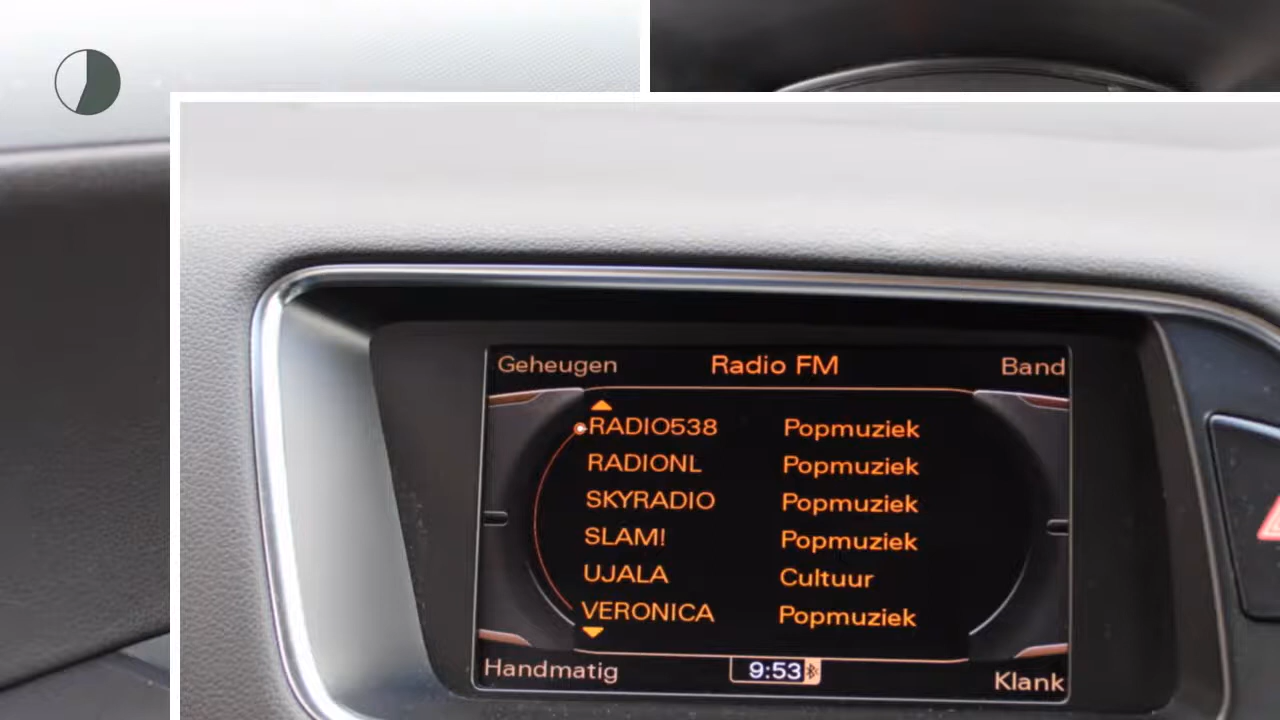 Geheugen Radio FM Band
RADIO538 Popmuziek
RADIONL Popmuziek
SKYRADIO Popmuziek
SLAM! Popmuziek
UJALA Cultuur
VERONICA Popmuziek
Handmatig 9:53 Klank